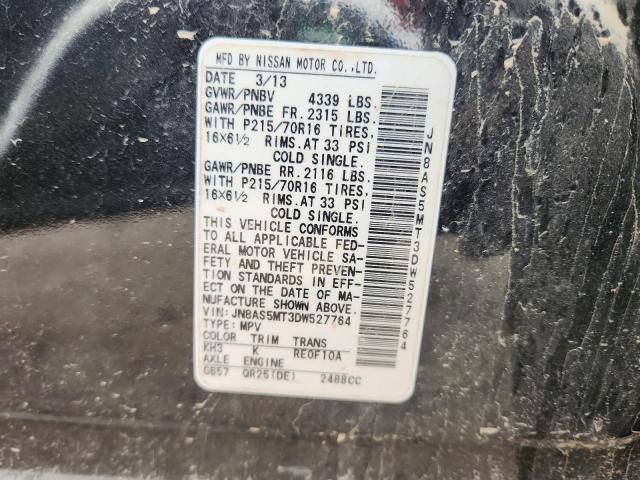 MFD BY NISSAN MOTOR CO.,LTD.
DATE 3/13
GVWR/PNBV 4339 LBS.
GAWR/PNBE FR. 2315 LBS.
WITH P215/70R16 TIRES,
16X6½ RIMS.AT 33 PSI
COLD SINGLE.
GAWR/PNBE RR. 2116 LBS.
WITH P215/70R16 TIRES,
16X6½ RIMS.AT 33 PSI
COLD SINGLE.
THIS VEHICLE CONFORMS
TO ALL APPLICABLE FED-
ERAL MOTOR VEHICLE SA-
FETY AND THEFT PREVEN-
TION STANDARDS IN EFF-
ECT ON THE DATE OF MA-
NUFACTURE SHOWN ABOVE.
VIN: JN8AS5MT3DW527764
TYPE: MPV
COLOR TRIM TRANS
KH3 K RE0F10A
AXLE ENGINE
GB57 QR25(DE) 2488CC
JN8AS5MT3DW527764